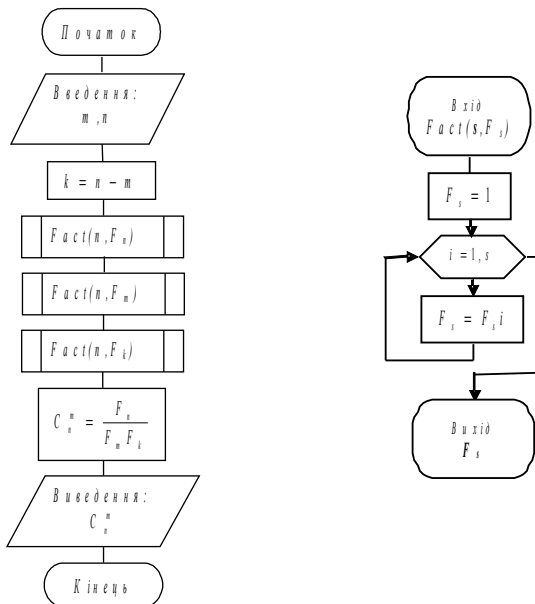 Початок
Введення:
m,n
k = n − m
Fact(n,Fₙ)
Fact(n,Fₘ)
Fact(n,Fₖ)
Cₙᵐ = Fₙ / Fₘ Fₖ
Виведення:
Cₙᵐ
Кінець
Вхід
Fact(s,Fₛ)
Fₛ = 1
i = 1,s
Fₛ = Fₛi
Вихід
Fₛ